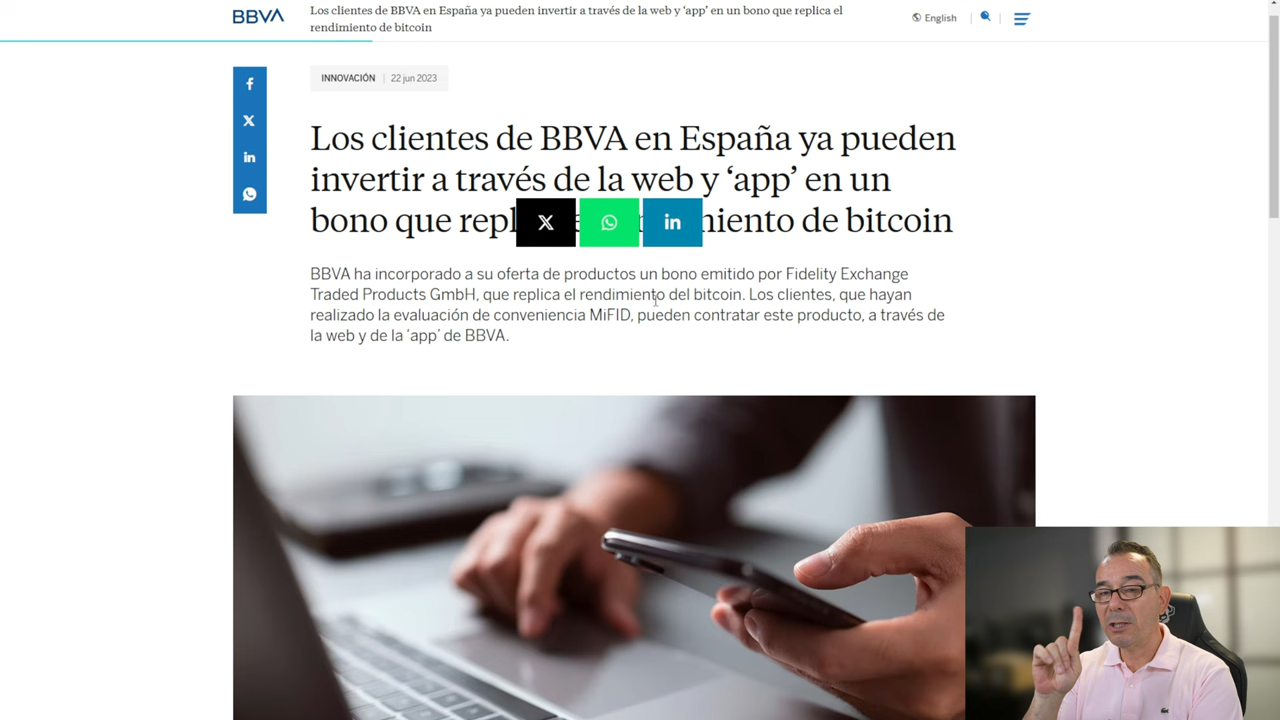 BBVA
Los clientes de BBVA en España ya pueden invertir a través de la web y ‘app’ en un bono que replica el
rendimiento de bitcoin
English
INNOVACIÓN | 22 jun 2023
Los clientes de BBVA en España ya pueden
invertir a través de la web y ‘app’ en un
bono que niento de bitcoin
BBVA ha incorporado a su oferta de productos un bono emitido por Fidelity Exchange
Traded Products GmbH, que replica el rendimiento del bitcoin. Los clientes, que hayan
realizado la evaluación de conveniencia MiFID, pueden contratar este producto, a través de
la web y de la ‘app’ de BBVA.